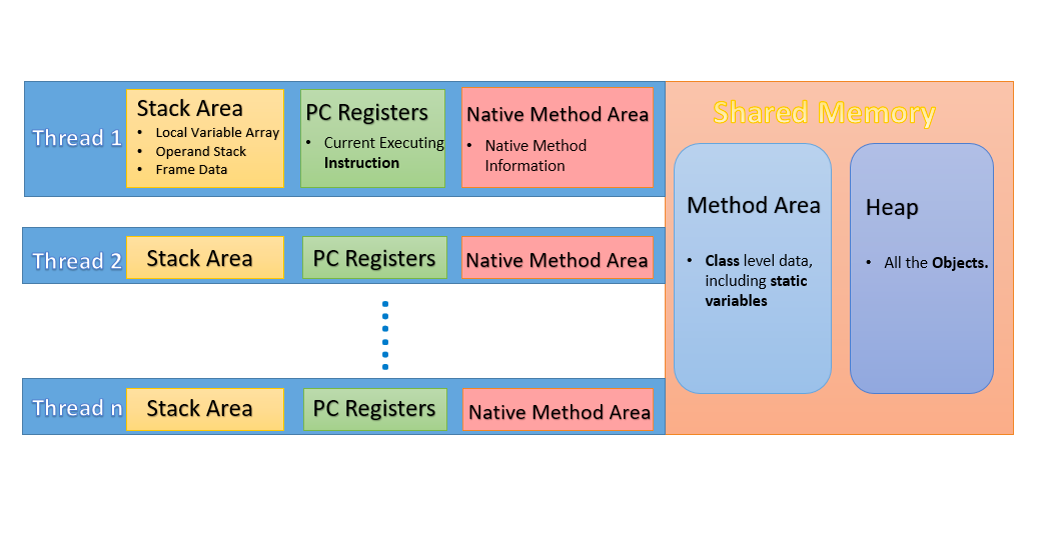 Thread 1
Stack Area
• Local Variable Array
• Operand Stack
• Frame Data
PC Registers
• Current Executing
Instruction
Native Method Area
• Native Method
Information
Thread 2
Stack Area
PC Registers
Native Method Area
Thread n
Stack Area
PC Registers
Native Method Area
Shared Memory
Method Area
• Class level data,
including static
variables
Heap
• All the Objects.